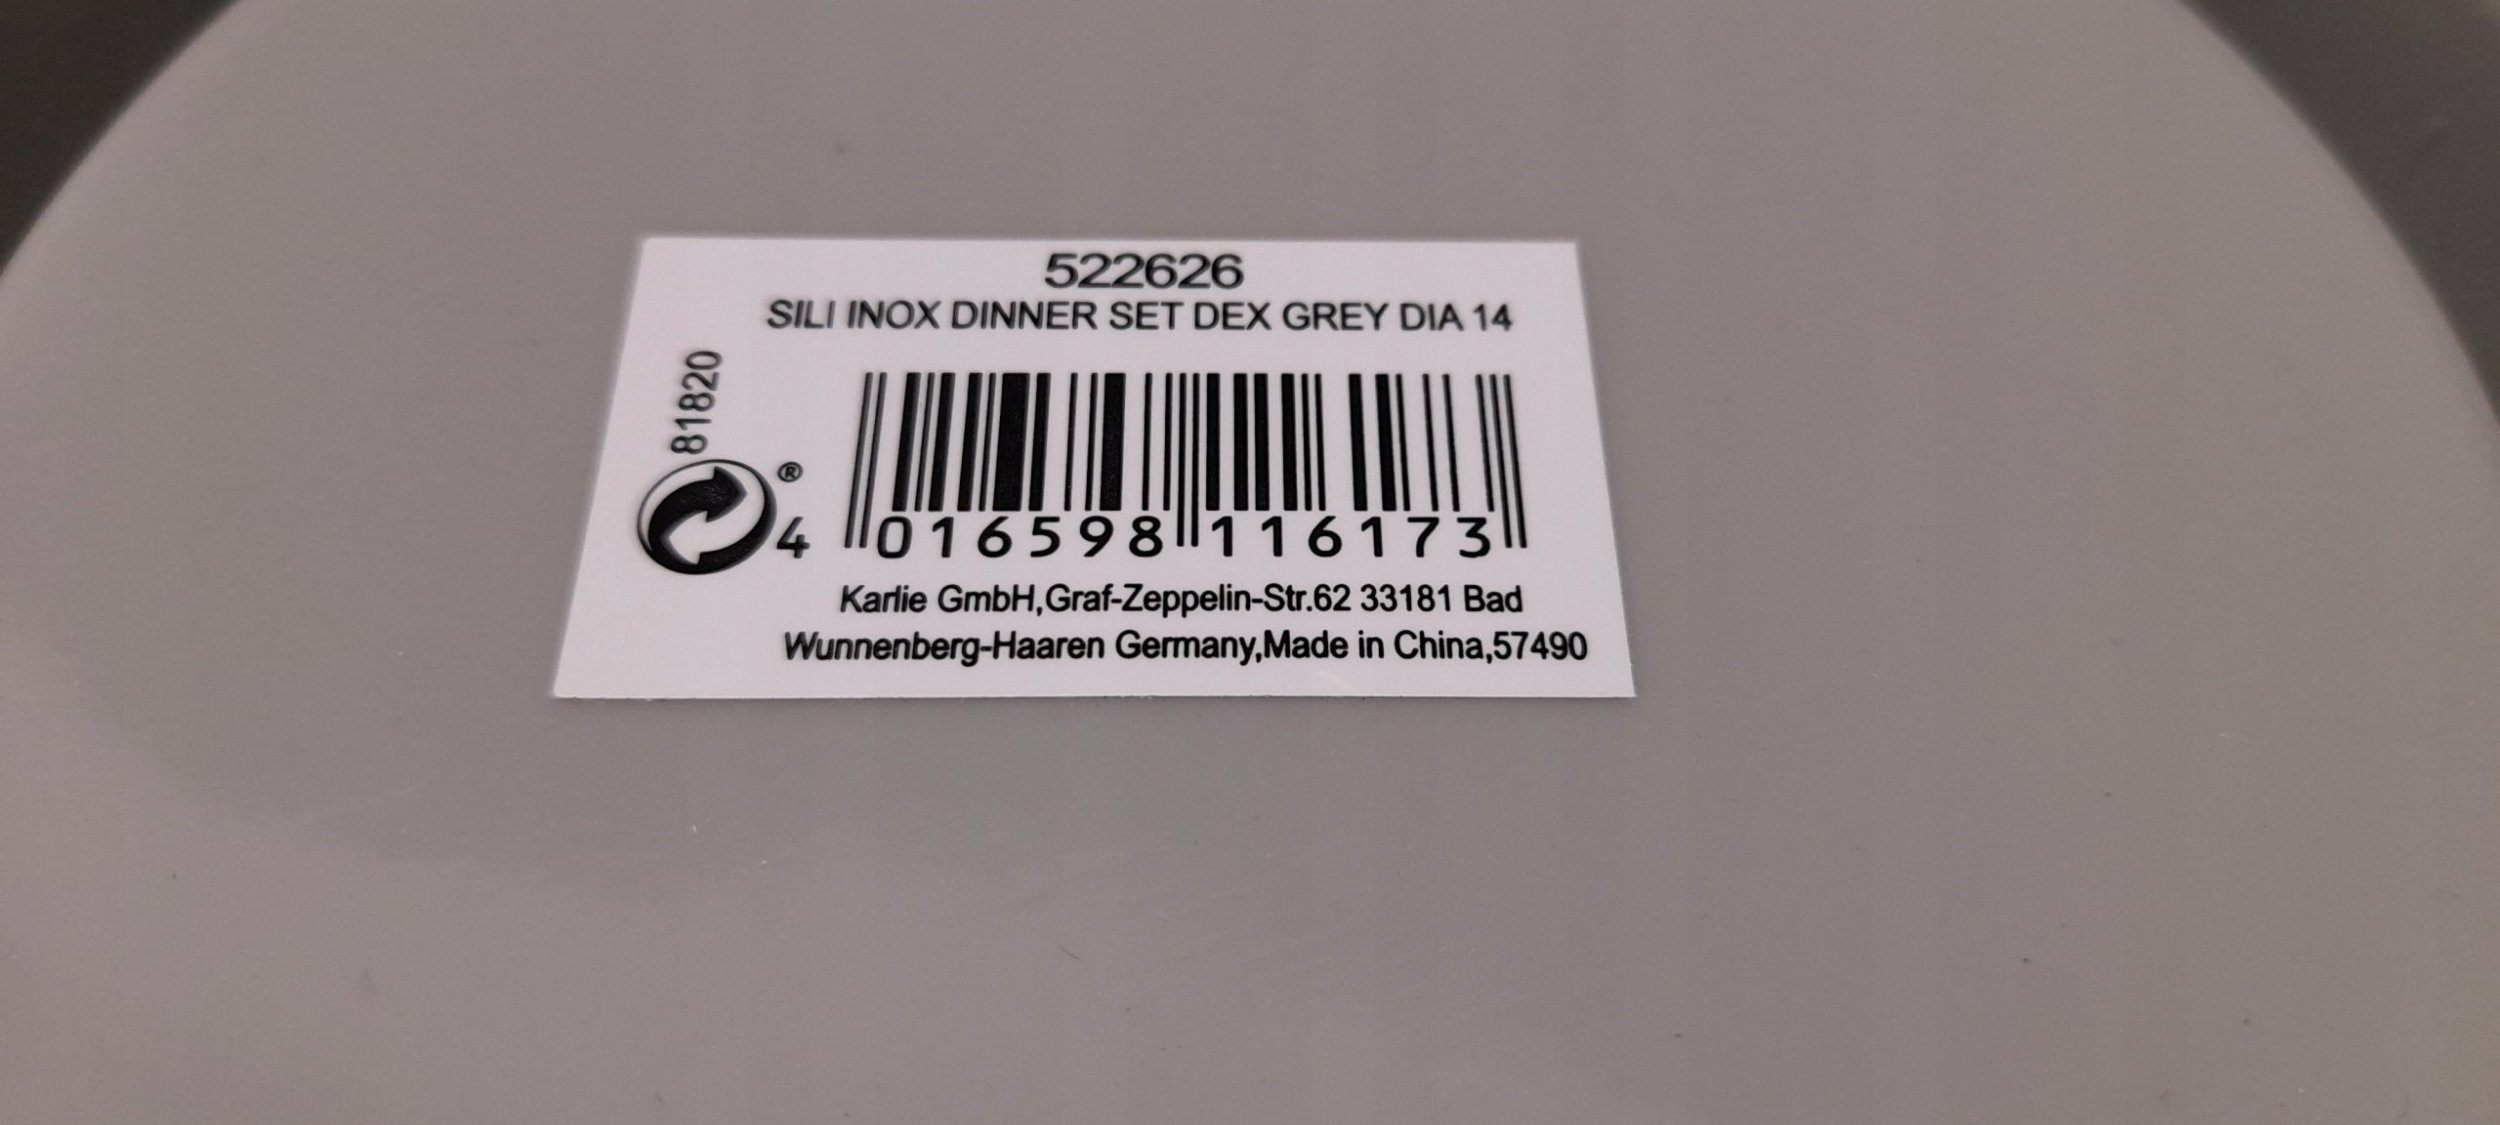 522626
SILI INOX DINNER SET DEX GREY DIA 14
81820
®
4 016598 116173
Karlie GmbH,Graf-Zeppelin-Str.62 33181 Bad
Wunnenberg-Haaren Germany,Made in China,57490